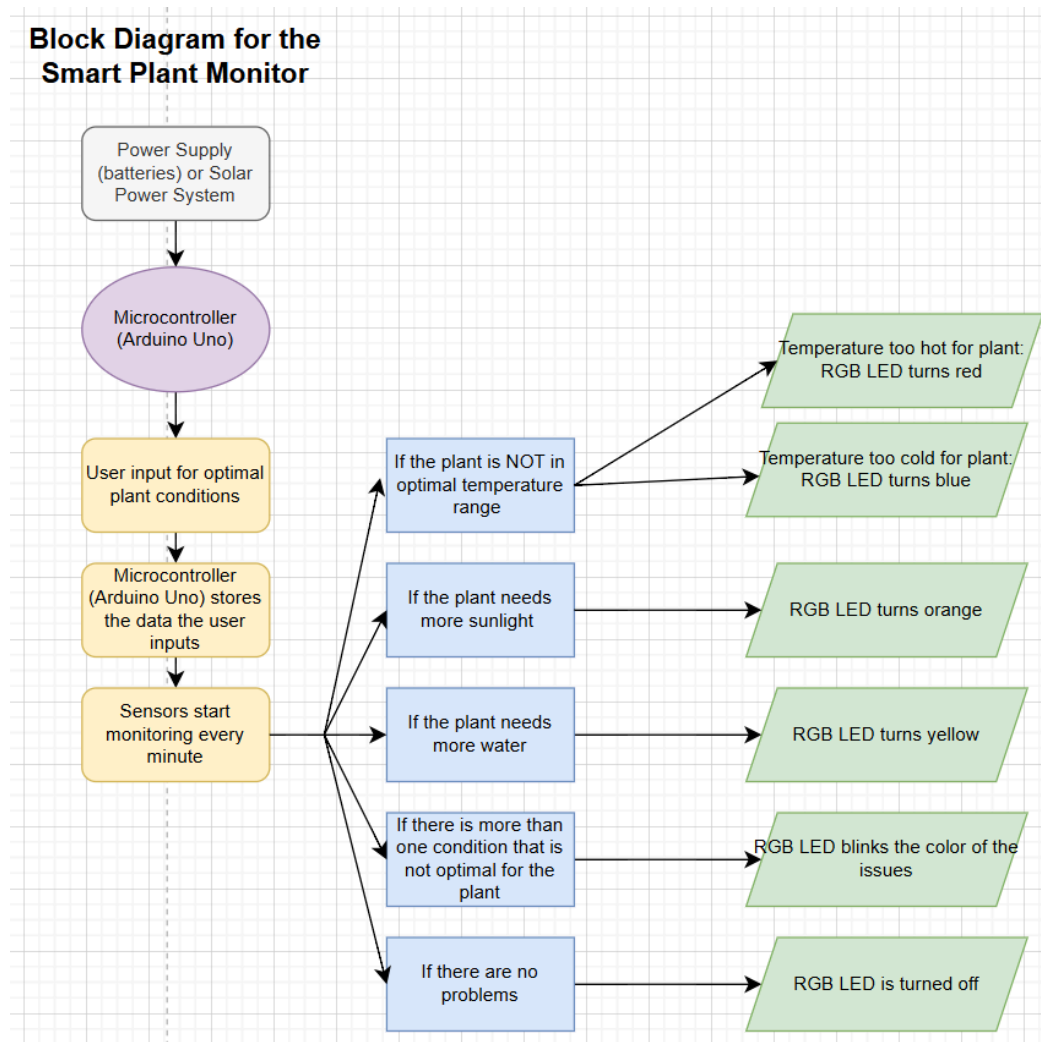 Block Diagram for the
Smart Plant Monitor
Power Supply
(batteries) or Solar
Power System
Microcontroller
(Arduino Uno)
User input for optimal
plant conditions
Microcontroller
(Arduino Uno) stores
the data the user
inputs
Sensors start
monitoring every
minute
If the plant is NOT in
optimal temperature
range
Temperature too hot for plant:
RGB LED turns red
Temperature too cold for plant:
RGB LED turns blue
If the plant needs
more sunlight
RGB LED turns orange
If the plant needs
more water
RGB LED turns yellow
If there is more than
one condition that is
not optimal for the
plant
RGB LED blinks the color of the
issues
If there are no
problems
RGB LED is turned off